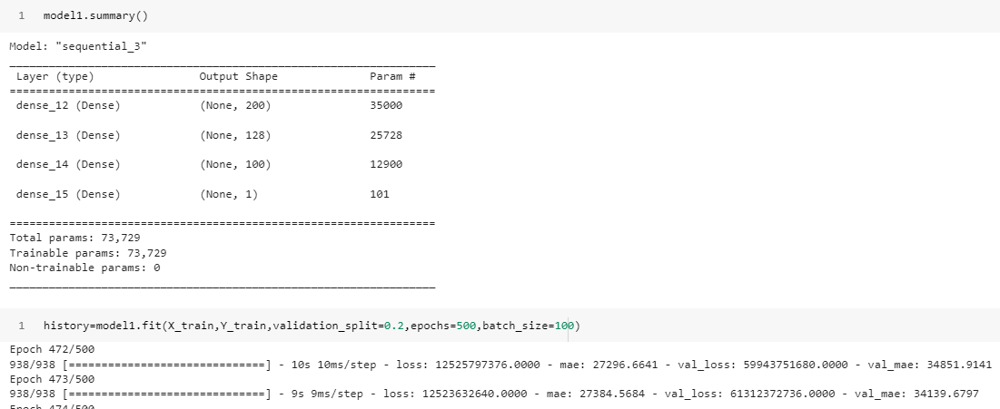 1 model1.summary()
Model: "sequential_3"
_________________________________________________________________
Layer (type) Output Shape Param #
=================================================================
dense_12 (Dense) (None, 200) 35000
dense_13 (Dense) (None, 128) 25728
dense_14 (Dense) (None, 100) 12900
dense_15 (Dense) (None, 1) 101
=================================================================
Total params: 73,729
Trainable params: 73,729
Non-trainable params: 0
_________________________________________________________________
1 history=model1.fit(X_train,Y_train,validation_split=0.2,epochs=500,batch_size=100)
Epoch 472/500
938/938 [==============================] - 10s 10ms/step - loss: 12525797376.0000 - mae: 27296.6641 - val_loss: 59943751680.0000 - val_mae: 34851.9141
Epoch 473/500
938/938 [==============================] - 9s 9ms/step - loss: 12523632640.0000 - mae: 27384.5684 - val_loss: 61312372736.0000 - val_mae: 34139.6797
Epoch 474/500